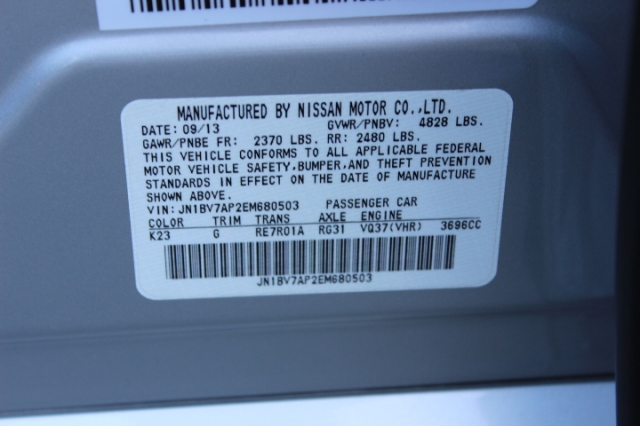 MANUFACTURED BY NISSAN MOTOR CO.,LTD.
DATE: 09/13 GVWR/PNBV: 4828 LBS.
GAWR/PNBE FR: 2370 LBS. RR: 2480 LBS.
THIS VEHICLE CONFORMS TO ALL APPLICABLE FEDERAL
MOTOR VEHICLE SAFETY,BUMPER,AND THEFT PREVENTION
STANDARDS IN EFFECT ON THE DATE OF MANUFACTURE
SHOWN ABOVE.
VIN: JN1BV7AP2EM680503 PASSENGER CAR
COLOR TRIM TRANS AXLE ENGINE
K23 G RE7R01A RG31 VQ37(VHR) 3696CC
JN1BV7AP2EM680503